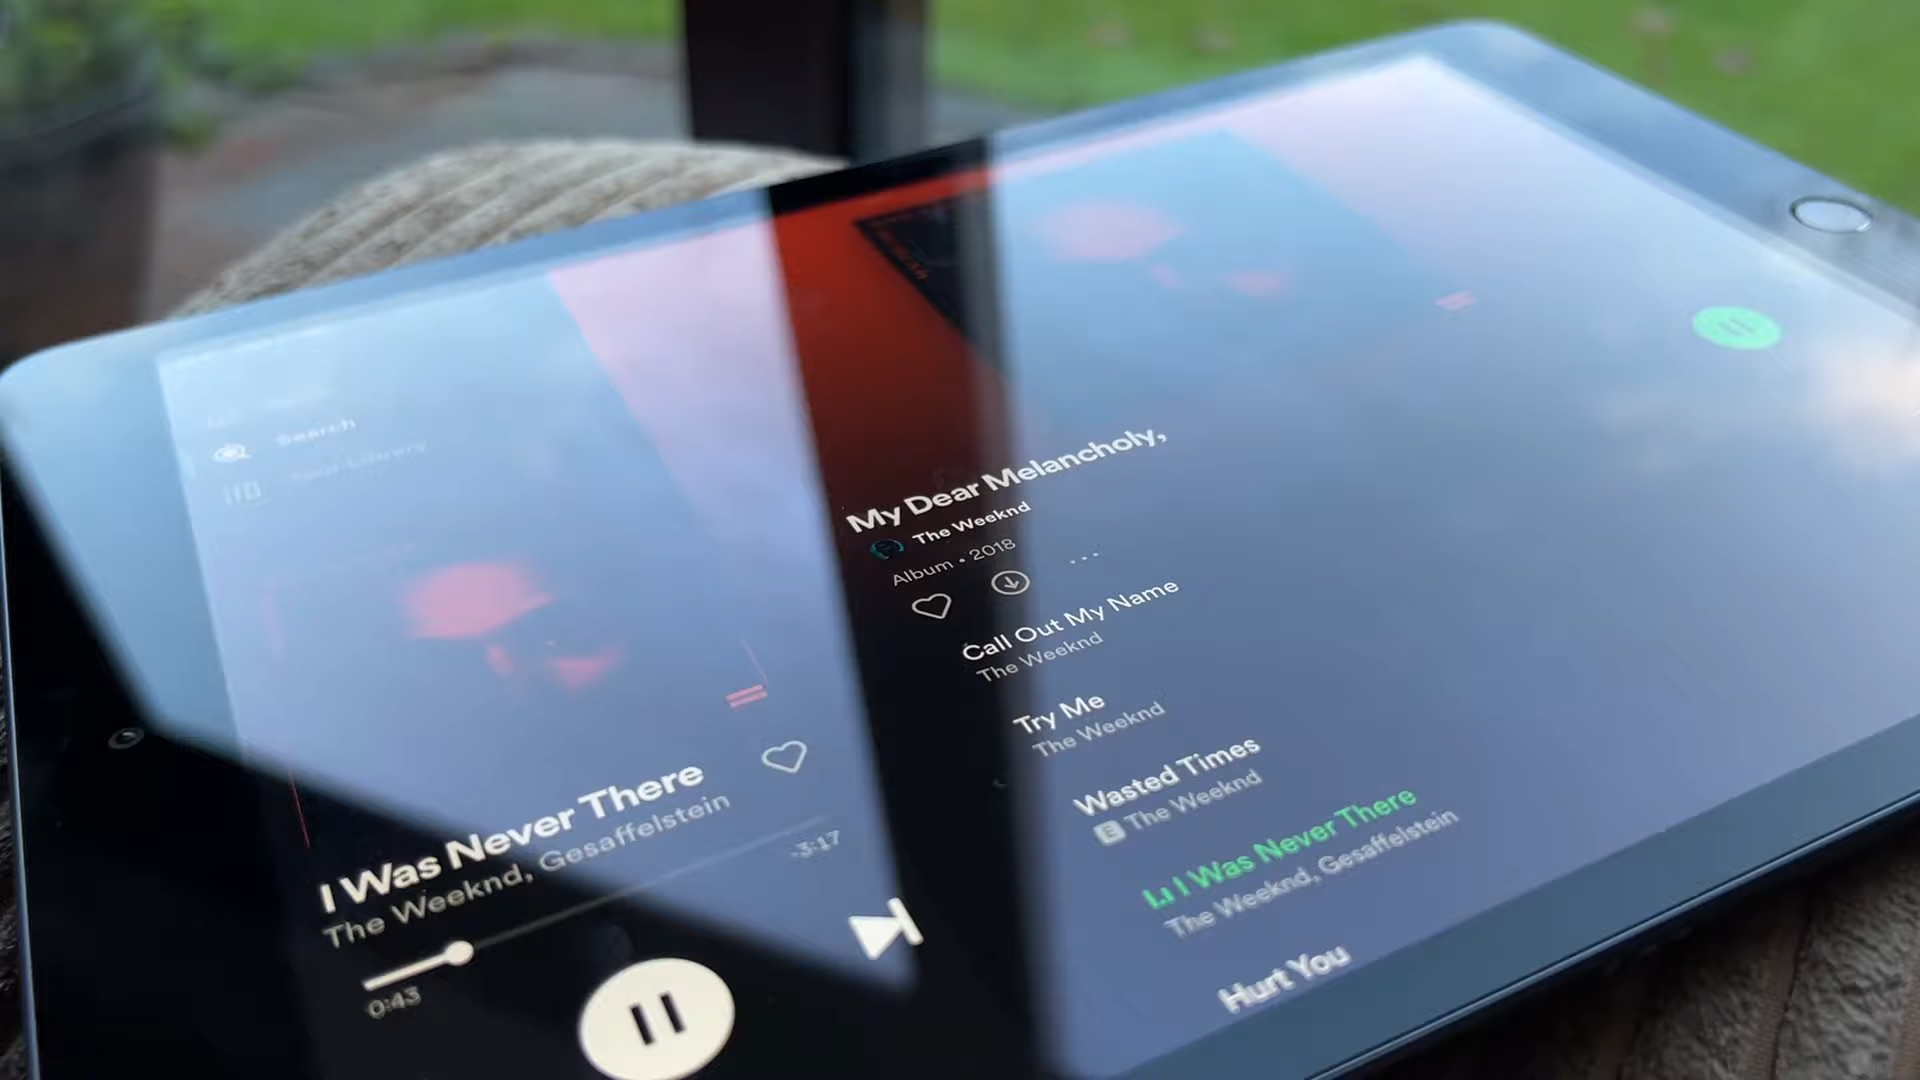 Search
Your Library
I Was Never There
The Weeknd, Gesaffelstein
0:43
-3:17
My Dear Melancholy,
The Weeknd
Album • 2018
Call Out My Name
The Weeknd
Try Me
The Weeknd
Wasted Times
E The Weeknd
I Was Never There
The Weeknd, Gesaffelstein
Hurt You